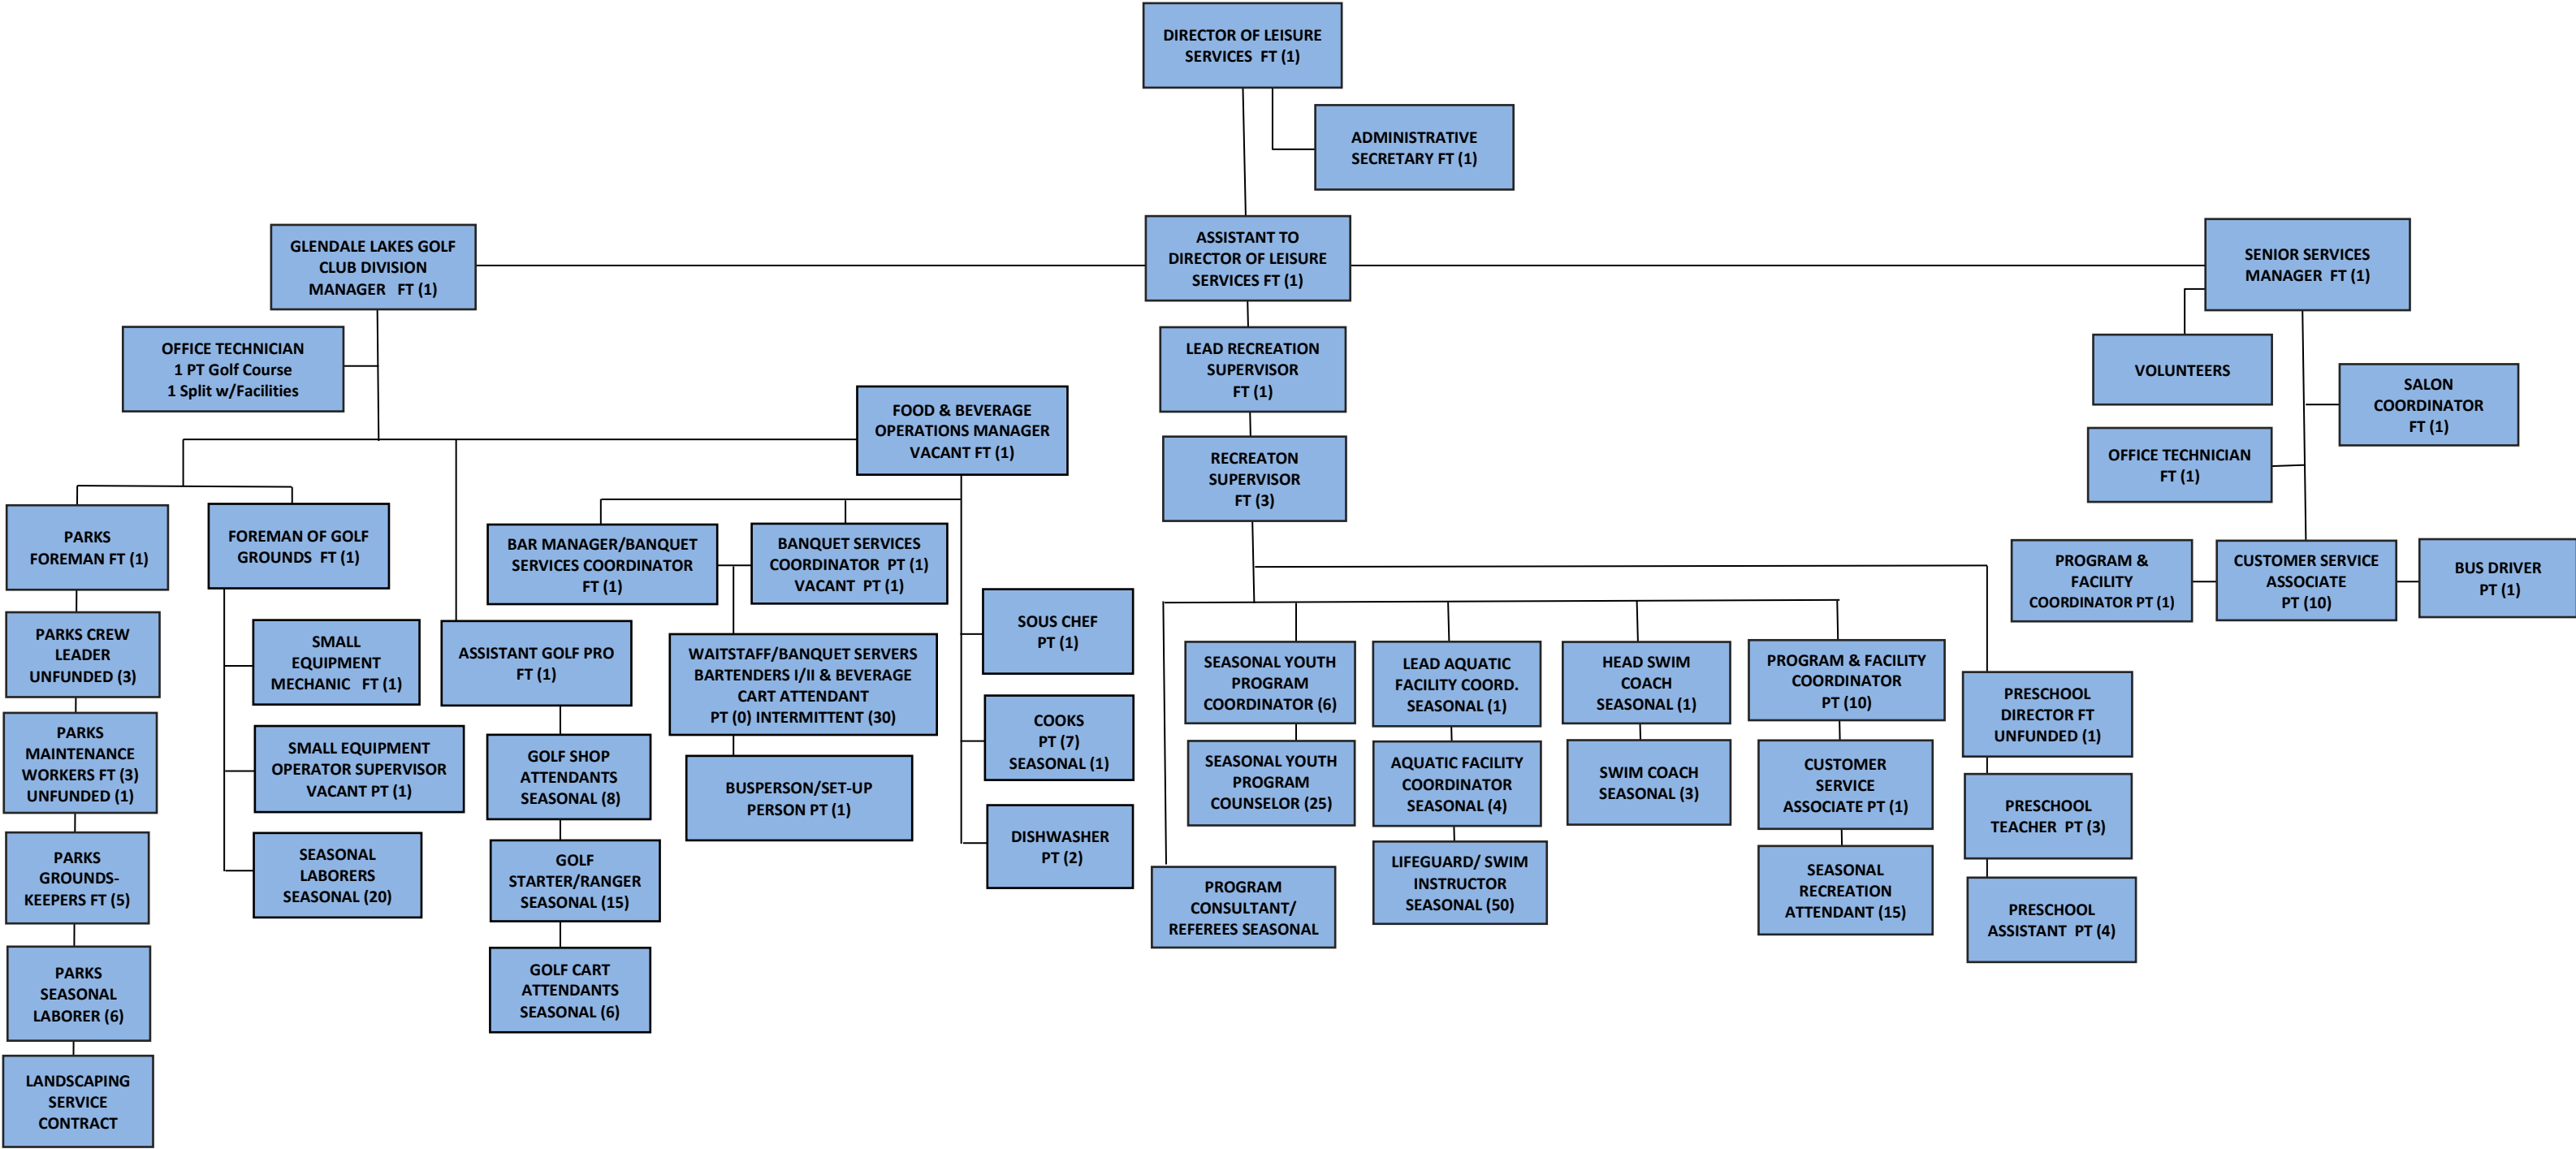 DIRECTOR OF LEISURE
SERVICES  FT (1)
ADMINISTRATIVE
SECRETARY FT (1)
GLENDALE LAKES GOLF
CLUB DIVISION
MANAGER   FT (1)
ASSISTANT TO
DIRECTOR OF LEISURE
SERVICES FT (1)
SENIOR SERVICES
MANAGER  FT (1)
OFFICE TECHNICIAN
1 PT Golf Course
1 Split w/Facilities
LEAD RECREATION
SUPERVISOR
FT (1)
VOLUNTEERS
SALON
COORDINATOR
FT (1)
FOOD & BEVERAGE
OPERATIONS MANAGER
VACANT FT (1)
RECREATON
SUPERVISOR
FT (3)
OFFICE TECHNICIAN
FT (1)
PARKS
FOREMAN FT (1)
FOREMAN OF GOLF
GROUNDS  FT (1)
BAR MANAGER/BANQUET
SERVICES COORDINATOR
FT (1)
BANQUET SERVICES
COORDINATOR  PT (1)
VACANT  PT (1)
PROGRAM &
FACILITY
COORDINATOR PT (1)
CUSTOMER SERVICE
ASSOCIATE
PT (10)
BUS DRIVER
PT (1)
PARKS CREW
LEADER
UNFUNDED (3)
SMALL
EQUIPMENT
MECHANIC   FT (1)
ASSISTANT GOLF PRO
FT (1)
WAITSTAFF/BANQUET SERVERS
BARTENDERS I/II & BEVERAGE
CART ATTENDANT
PT (0) INTERMITTENT (30)
SOUS CHEF
PT (1)
SEASONAL YOUTH
PROGRAM
COORDINATOR (6)
LEAD AQUATIC
FACILITY COORD.
SEASONAL (1)
HEAD SWIM
COACH
SEASONAL (1)
PROGRAM & FACILITY
COORDINATOR
PT (10)
PRESCHOOL
DIRECTOR FT
UNFUNDED (1)
PARKS
MAINTENANCE
WORKERS FT (3)
UNFUNDED (1)
SMALL EQUIPMENT
OPERATOR SUPERVISOR
VACANT PT (1)
GOLF SHOP
ATTENDANTS
SEASONAL (8)
BUSPERSON/SET-UP
PERSON PT (1)
COOKS
PT (7)
SEASONAL (1)
SEASONAL YOUTH
PROGRAM
COUNSELOR (25)
AQUATIC FACILITY
COORDINATOR
SEASONAL (4)
SWIM COACH
SEASONAL (3)
CUSTOMER
SERVICE
ASSOCIATE PT (1)
PRESCHOOL
TEACHER  PT (3)
PARKS
GROUNDS-
KEEPERS FT (5)
SEASONAL
LABORERS
SEASONAL (20)
GOLF
STARTER/RANGER
SEASONAL (15)
DISHWASHER
PT (2)
PROGRAM
CONSULTANT/
REFEREES SEASONAL
LIFEGUARD/ SWIM
INSTRUCTOR
SEASONAL (50)
SEASONAL
RECREATION
ATTENDANT (15)
PRESCHOOL
ASSISTANT  PT (4)
PARKS
SEASONAL
LABORER (6)
GOLF CART
ATTENDANTS
SEASONAL (6)
LANDSCAPING
SERVICE
CONTRACT